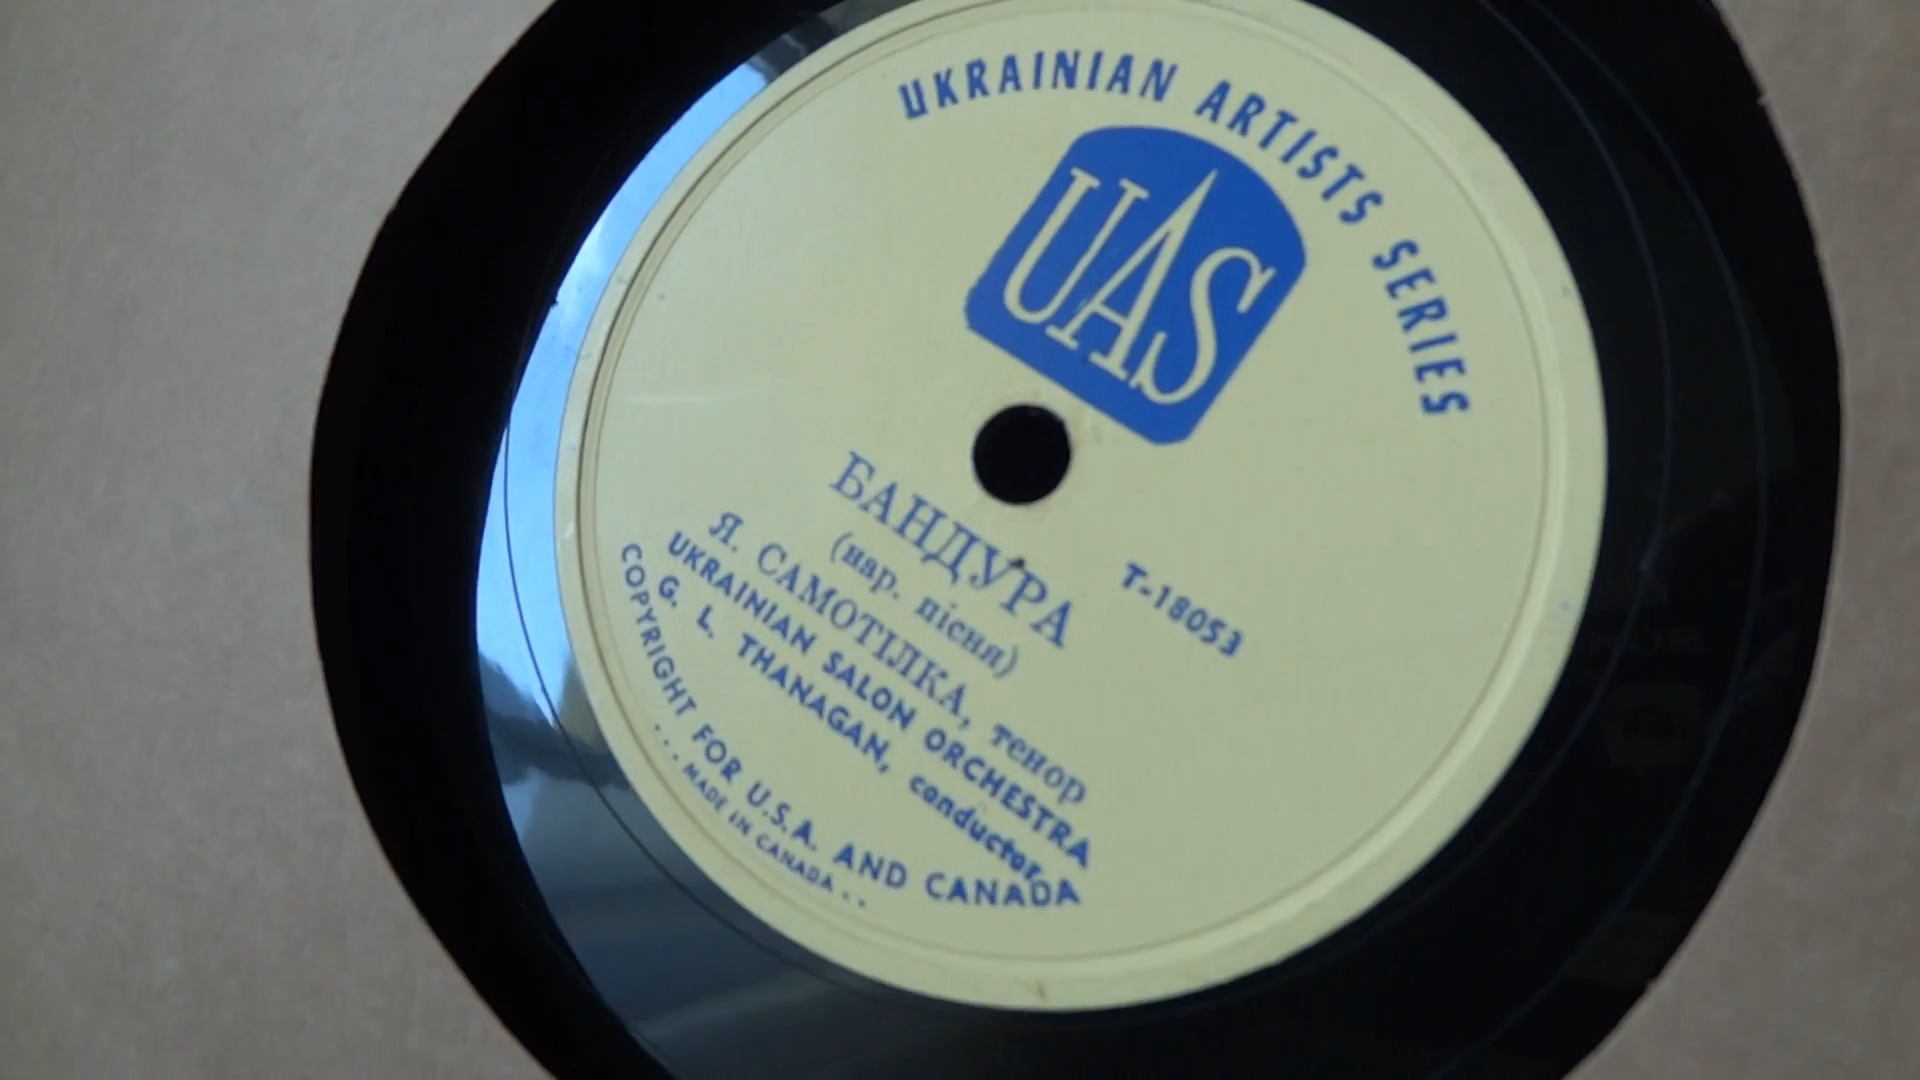 UKRAINIAN ARTISTS SERIES
UAS
T-18053
БАНДУРА
(нар. пісня)
Я. САМОТІЛКА, тенор
UKRAINIAN SALON ORCHESTRA
G. L. THANAGAN, conductor
COPYRIGHT FOR U.S.A. AND CANADA
...MADE IN CANADA..